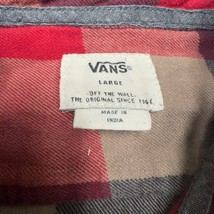 VANS
LARGE
"OFF THE WALL"
THE ORIGINAL SINCE 1966
MADE IN
INDIA